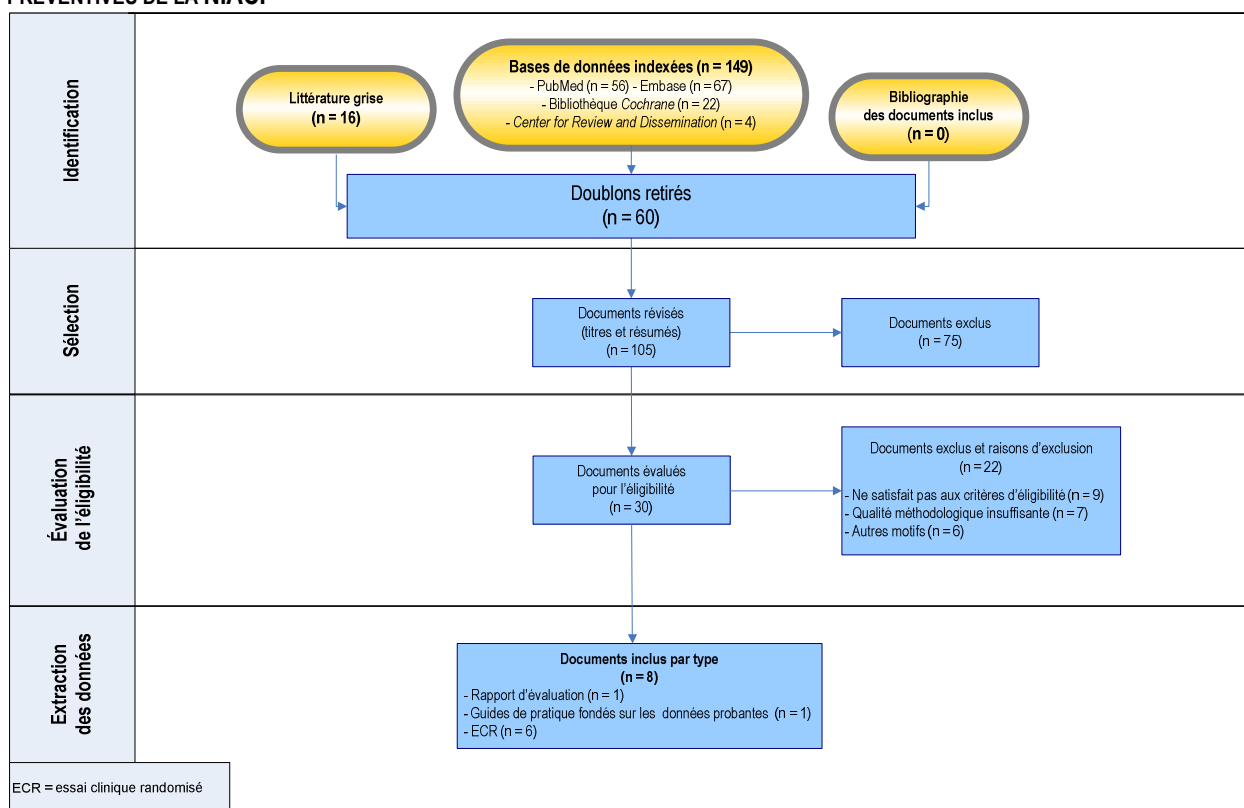 PRÉVENTIVES DE LA
Identification
Littérature grise
(n = 16)
Bases de données indexées (n = 149)
- PubMed (n = 56) - Embase (n = 67)
- Bibliothèque Cochrane (n = 22)
- Center for Review and Dissemination (n = 4)
Bibliographie
des documents inclus
(n = 0)
Doublons retirés
(n = 60)
Sélection
Documents révisés
(titres et résumés)
(n = 105)
Documents exclus
(n = 75)
Évaluation
de l'éligibilité
Documents évalués
pour l'éligibilité
(n = 30)
Documents exclus et raisons d'exclusion
(n = 22)
- Ne satisfait pas aux critères d'éligibilité (n = 9)
- Qualité méthodologique insuffisante (n = 7)
- Autres motifs (n = 6)
Extraction
des données
Documents inclus par type
(n = 8)
- Rapport d'évaluation (n = 1)
- Guides de pratique fondés sur les données probantes (n = 1)
- ECR (n = 6)
ECR = essai clinique randomisé